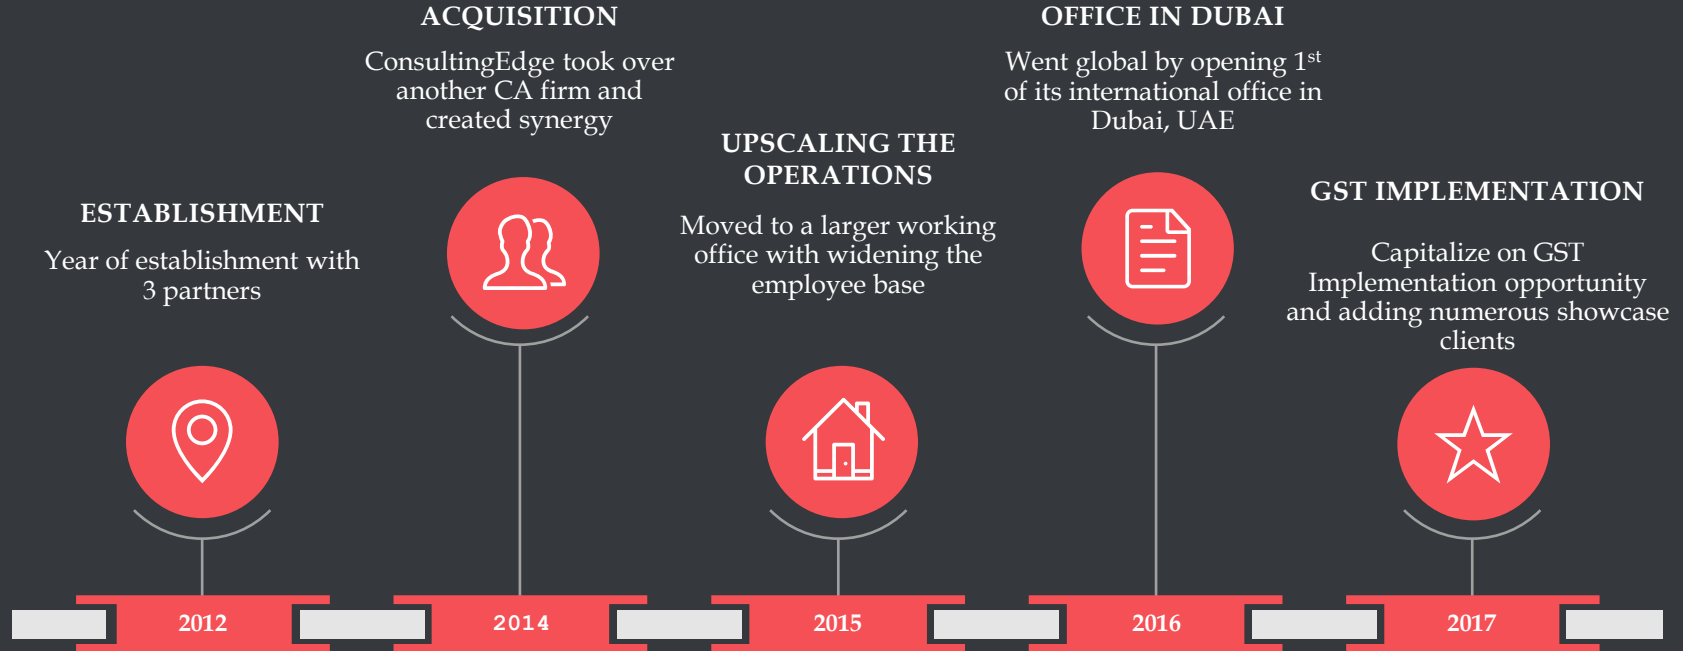 ESTABLISHMENT
Year of establishment with
3 partners
ACQUISITION
ConsultingEdge took over
another CA firm and
created synergy
UPSCALING THE
OPERATIONS
Moved to a larger working
office with widening the
employee base
OFFICE IN DUBAI
Went global by opening 1st
of its international office in
Dubai, UAE
GST IMPLEMENTATION
Capitalize on GST
Implementation opportunity
and adding numerous showcase
clients
2012
2014
2015
2016
2017